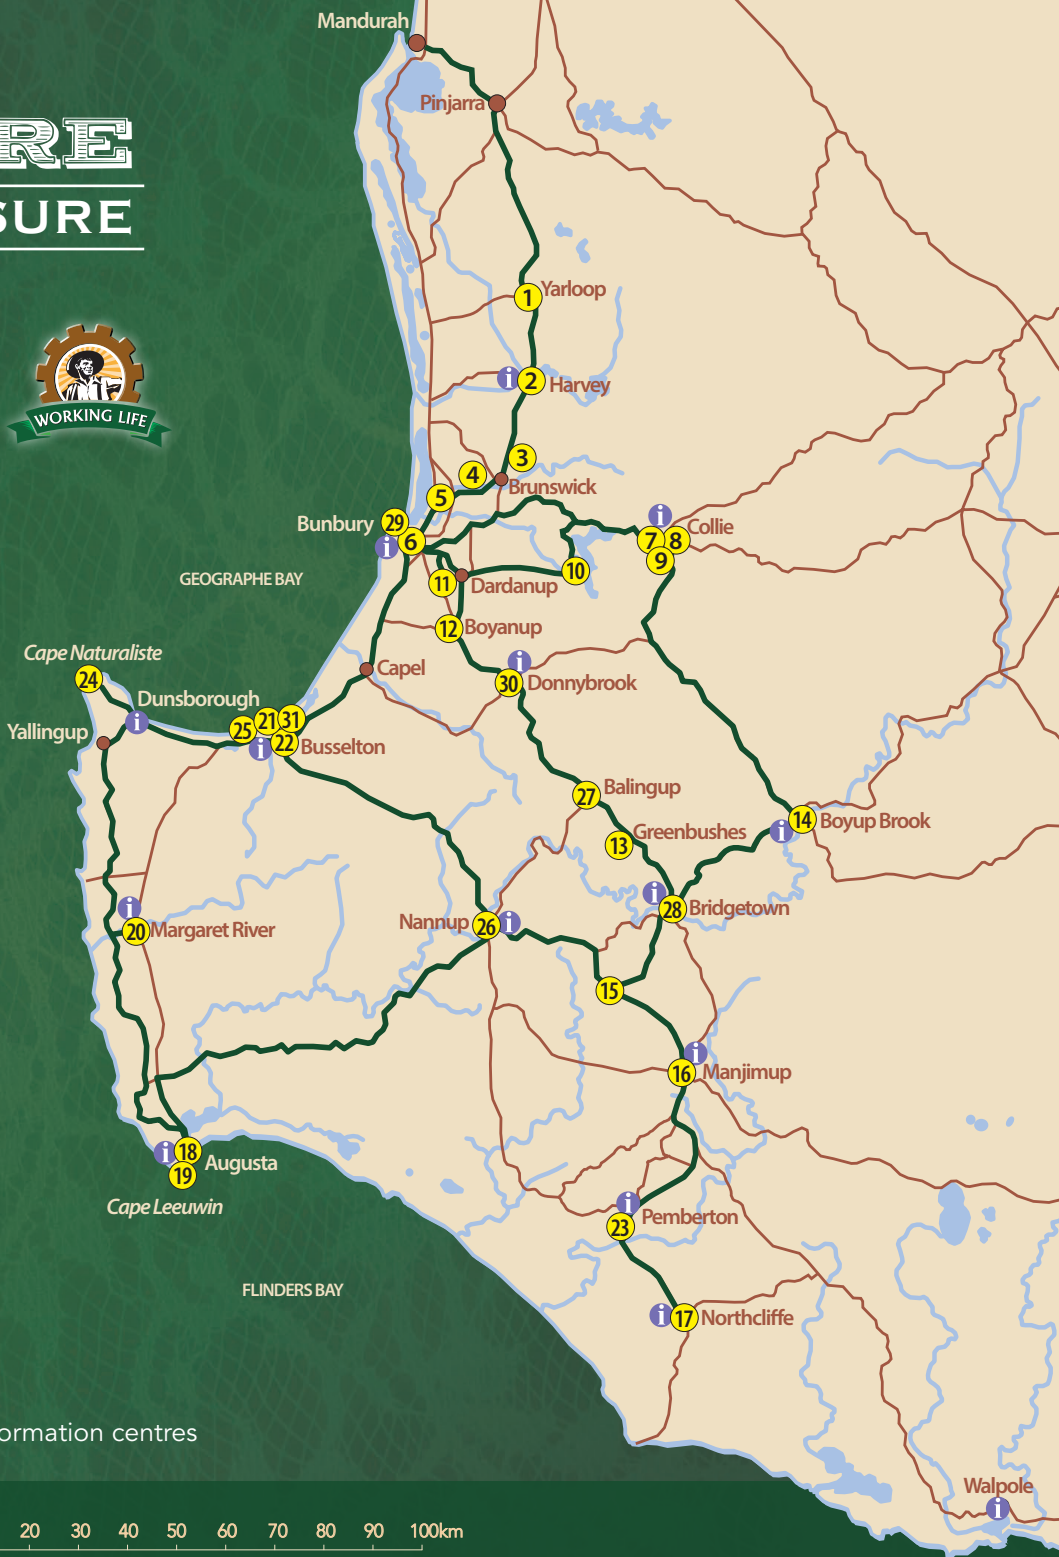 Mandurah
Pinjarra
RE
SURE
1 Yarloop
i 2 Harvey
WORKING LIFE
3
4
Brunswick
5
29
Bunbury
i 6
i
7 8 Collie
9
GEOGRAPHE BAY
10
11 Dardanup
12 Boyanup
Cape Naturaliste
24
Capel
i
30 Donnybrook
Dunsborough
i
25 21 31
Yallingup
i 22 Busselton
27 Balingup
13 Greenbushes
14 Boyup Brook
i
i
28 Bridgetown
i
20 Margaret River
Nannup 26 i
15
i
16 Manjimup
i 18 Augusta
19
Cape Leeuwin
i
23 Pemberton
FLINDERS BAY
i 17 Northcliffe
ormation centres
Walpole
i
20 30 40 50 60 70 80 90 100km